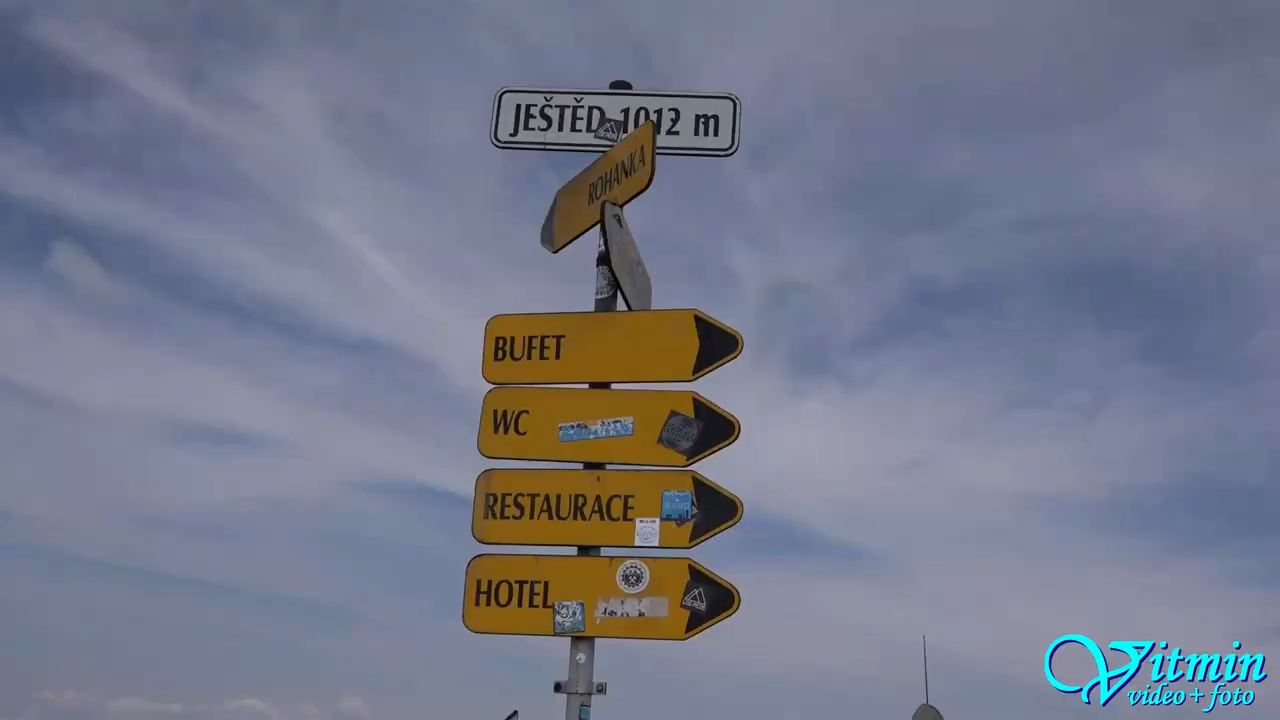 JEŠTĚD 1012 m
ROHANKA
BUFET
WC
RESTAURACE
HOTEL
Vitmin
video+foto